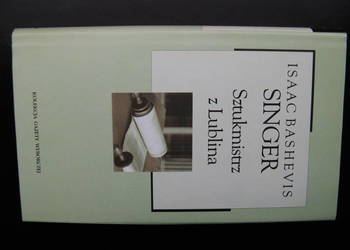 ISAAC BASHEVIS
SINGER
Sztukmistrz
z Lublina
KOLEKCJA GAZETY WYBORCZEJ